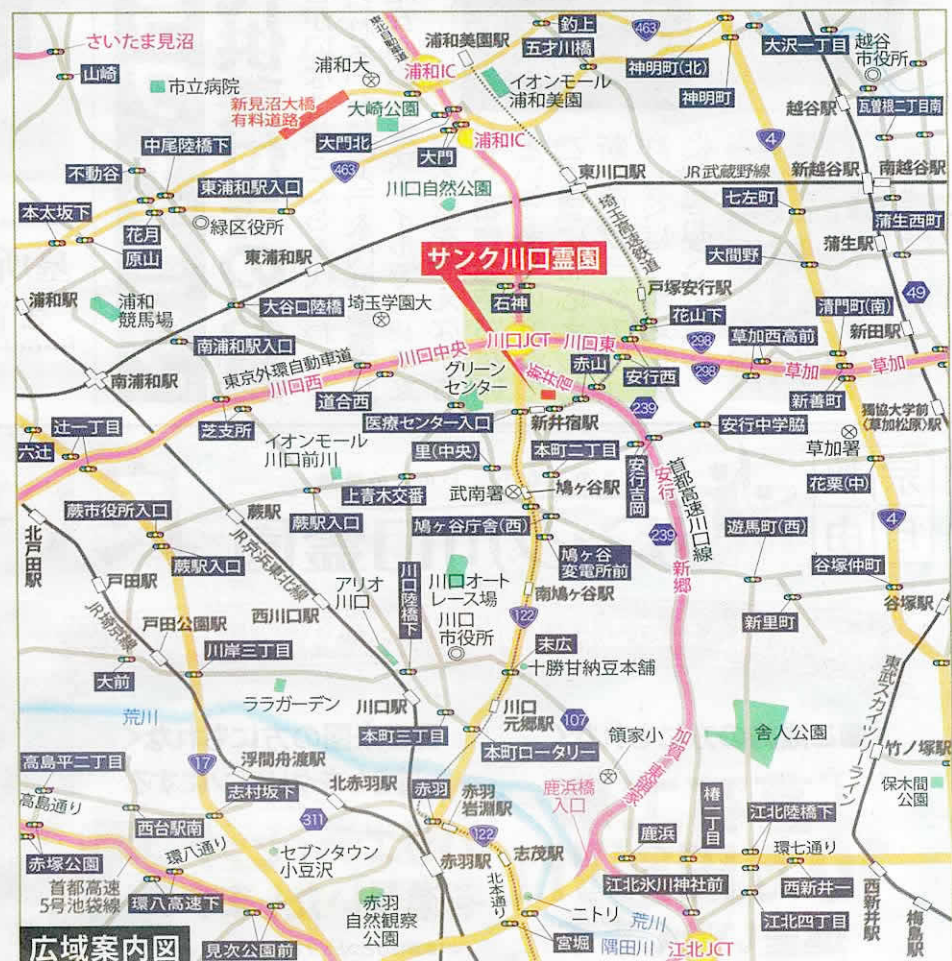 さいたま見沼
山崎
市立病院
浦和大
東北自動車道
浦和IC
浦和美園駅
釣上
五才川橋
463
神明町(北)
神明町
大沢一丁目
越谷
市役所
越谷駅
瓦曽根二丁目南
新見沼大橋
有料道路
大崎公園
イオンモール
浦和美園
大門北
大門
浦和IC
4
中尾陸橋下
不動谷
東浦和駅入口
463
川口自然公園
東川口駅
JR武蔵野線
新越谷駅
南越谷駅
本太坂下
花月
原山
緑区役所
東浦和駅
埼玉高速鉄道
七左町
蒲生西町
大間野
蒲生駅
サンク川口霊園
戸塚安行駅
浦和駅
浦和
競馬場
大谷口陸橋
埼玉学園大
石神
花山下
清門町(南)
49
新田駅
南浦和駅入口
川口中央
川口JCT
川口東
298
草加西高前
南浦和駅
東京外環自動車道
川口西
グリーン
センター
新井宿
赤山
安行西
298
草加
草加
道合西
239
新善町
獨協大学前
〈草加松原〉駅
辻一丁目
芝支所
医療センター入口
新井宿駅
安行中学脇
草加署
六辻
イオンモール
川口前川
里(中央)
本町二丁目
安行吉岡
安行
首都高速川口線
花栗(中)
上青木交番
武南署
鳩ヶ谷駅
蕨市役所入口
蕨駅
蕨駅入口
鳩ヶ谷庁舎(西)
遊馬町(西)
4
北戸田駅
蕨駅入口
JR京浜東北線
鳩ヶ谷
変電所前
239
新郷
谷塚仲町
戸田駅
アリオ
川口
川口陸橋下
川口オート
レース場
南鳩ヶ谷駅
谷塚駅
西川口駅
新里町
戸田公園駅
JR埼京線
川口
市役所
122
川岸三丁目
末広
十勝甘納豆本舗
大前
東武スカイツリーライン
ララガーデン
川口駅
川口
元郷駅
107
舎人公園
荒川
本町三丁目
本町ロータリー
領家小
加賀
東領家
竹ノ塚駅
高島平二丁目
17
浮間舟渡駅
北赤羽駅
鹿浜橋
入口
保木間
公園
高島通り
志村坂下
赤羽
赤羽
岩淵駅
椿一丁目
江北陸橋下
西台駅南
311
122
鹿浜
赤塚公園
環八通り
セブンタウン
小豆沢
赤羽駅
志茂駅
環七通り
首都高速
5号池袋線
環八高速下
北本通り
江北氷川神社前
西新井一
西新井駅
赤羽
自然観察
公園
ニトリ
荒川
江北四丁目
梅島駅
広域案内図
見次公園前
宮堀
隅田川
江北JCT